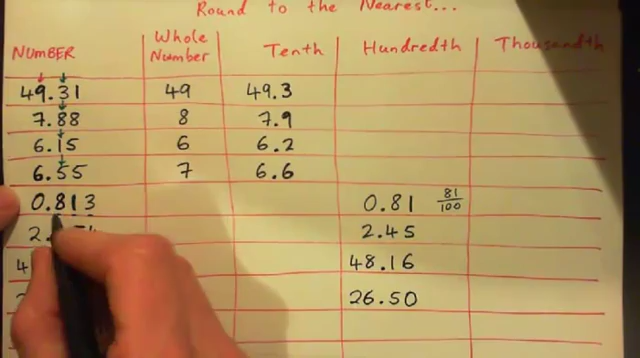 Round to the Nearest...
Number Whole Number Tenth Hundredth Thousandth
49.31 49 49.3
7.88 8 7.9
6.15 6 6.2
6.55 7 6.6
0.813 0.81 81/100
2.45
48.16
26.50